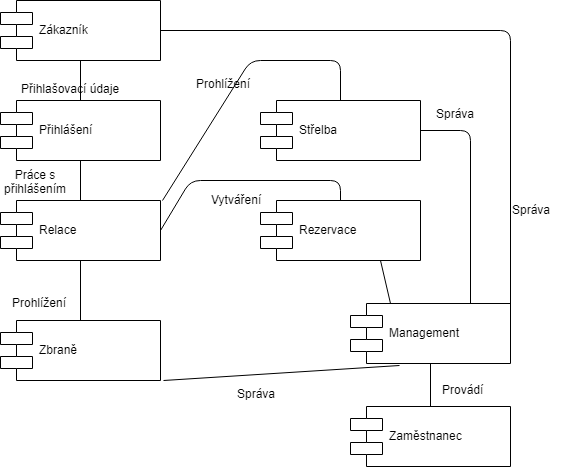 Zákazník
Přihlašovací údaje
Prohlížení
Správa
Přihlášení
Střelba
Práce s
přihlášením
Vytváření
Správa
Relace
Rezervace
Prohlížení
Management
Zbraně
Správa
Provádí
Zaměstnanec